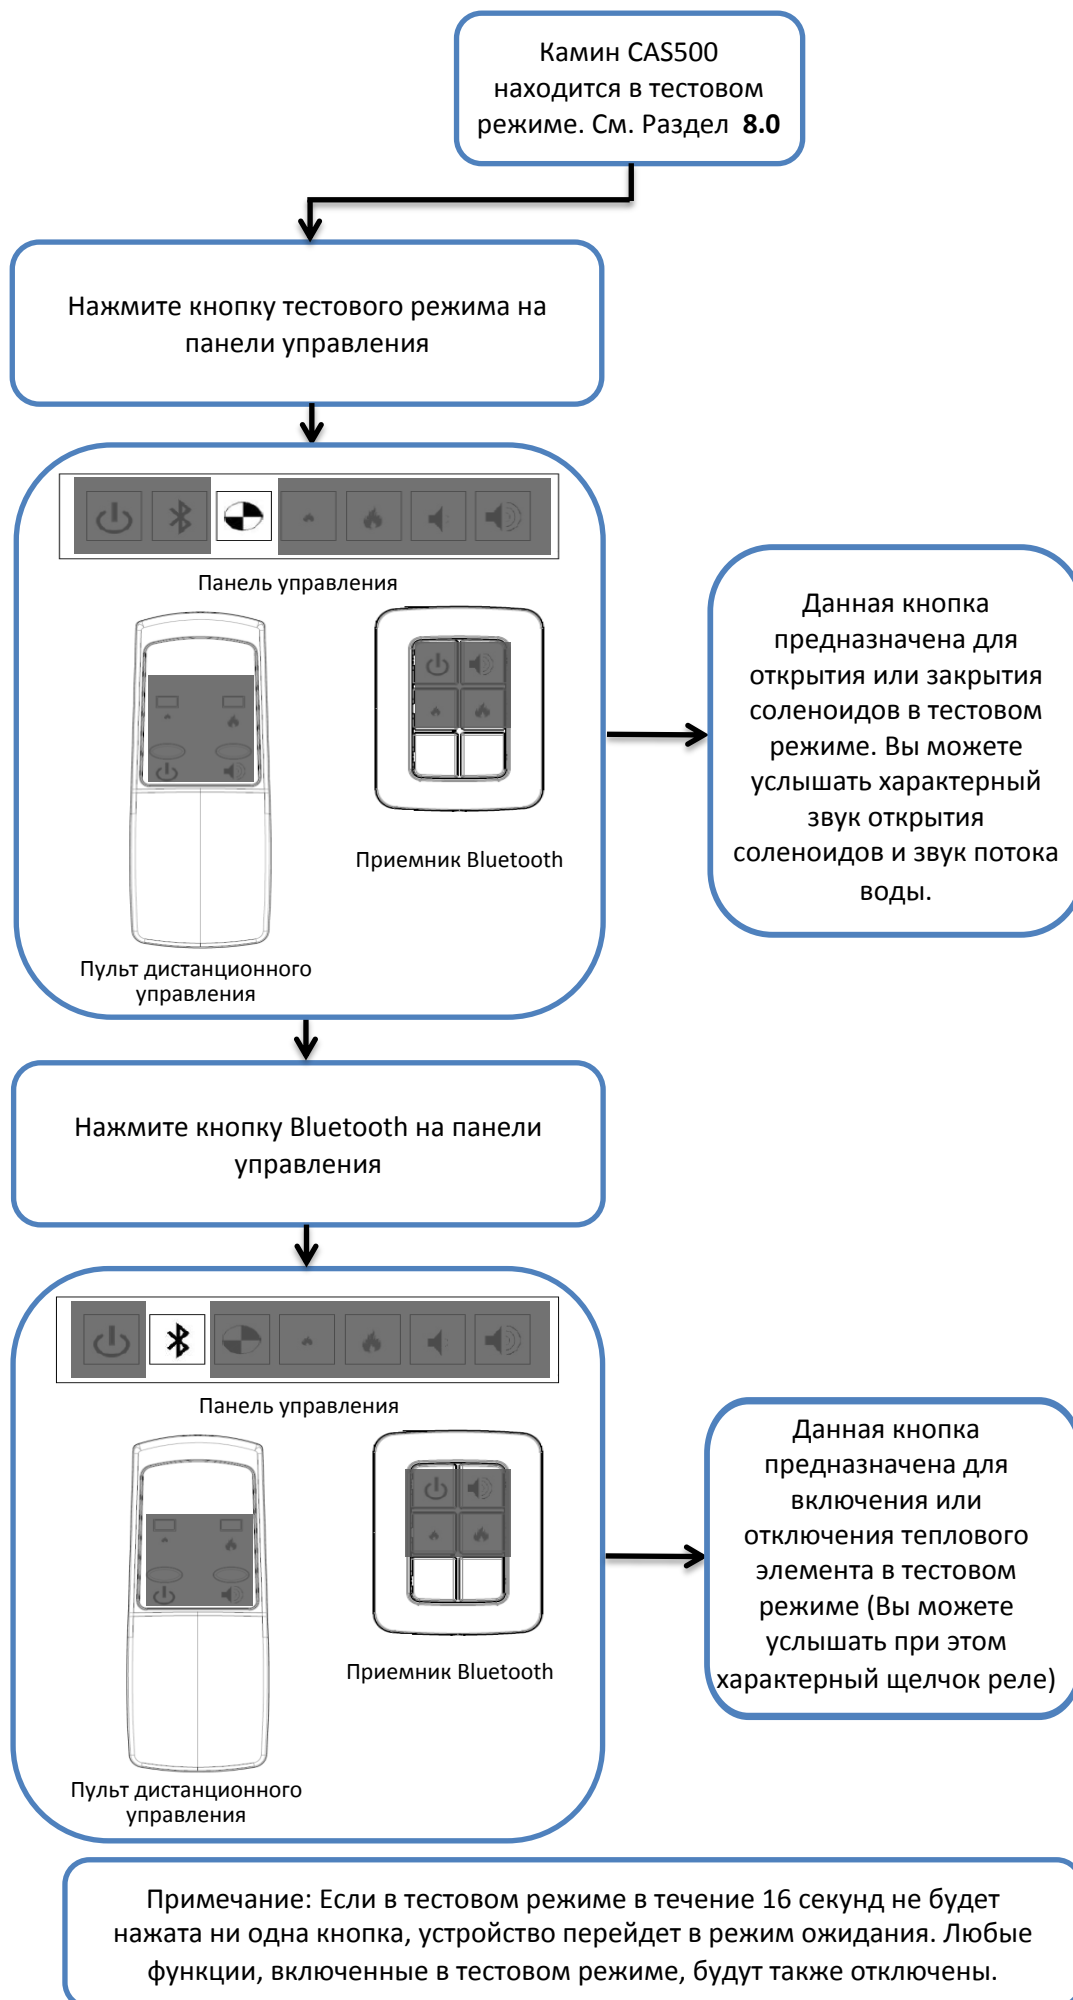 Камин CAS500
находится в тестовом
режиме. См. Раздел 8.0
Нажмите кнопку тестового режима на
панели управления
Панель управления
Приемник Bluetooth
Пульт дистанционного
управления
Данная кнопка
предназначена для
открытия или закрытия
соленоидов в тестовом
режиме. Вы можете
услышать характерный
звук открытия
соленоидов и звук потока
воды.
Нажмите кнопку Bluetooth на панели
управления
Панель управления
Приемник Bluetooth
Пульт дистанционного
управления
Данная кнопка
предназначена для
включения или
отключения теплового
элемента в тестовом
режиме (Вы можете
услышать при этом
характерный щелчок реле)
Примечание: Если в тестовом режиме в течение 16 секунд не будет
нажата ни одна кнопка, устройство перейдет в режим ожидания. Любые
функции, включенные в тестовом режиме, будут также отключены.